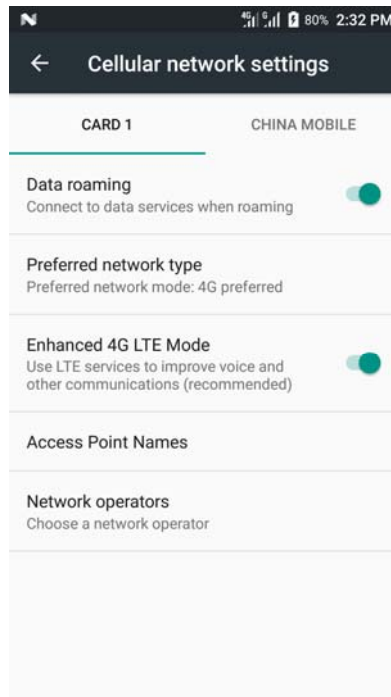 4G G 80% 2:32 PM
Cellular network settings
CARD 1 CHINA MOBILE
Data roaming
Connect to data services when roaming
Preferred network type
Preferred network mode: 4G preferred
Enhanced 4G LTE Mode
Use LTE services to improve voice and
other communications (recommended)
Access Point Names
Network operators
Choose a network operator